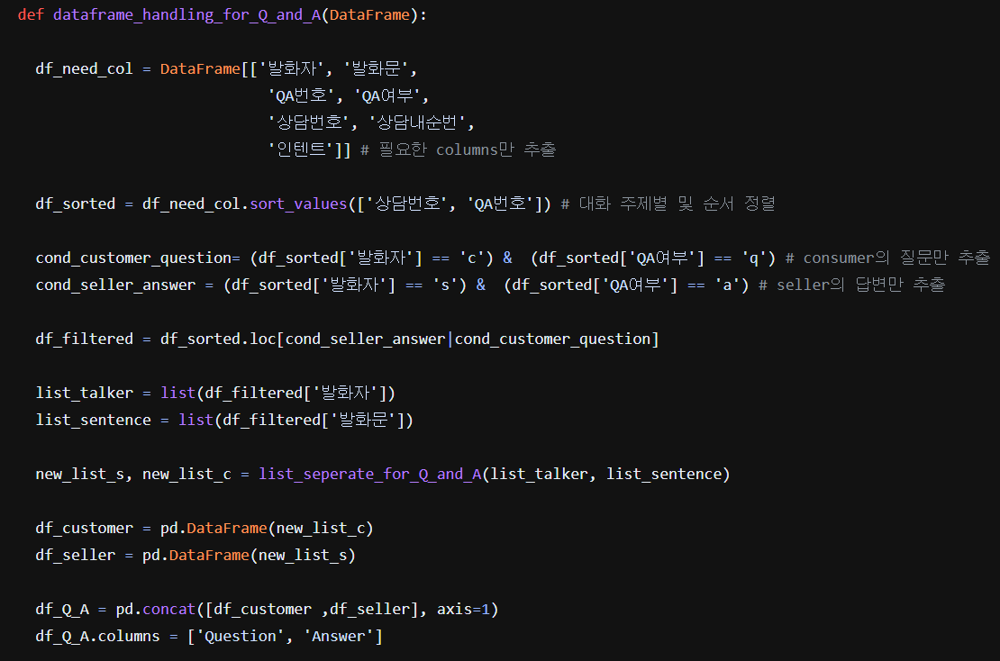 def dataframe_handling_for_Q_and_A(DataFrame):
df_need_col = DataFrame[['발화자', '발화문',
'QA번호', 'QA여부',
'상담번호', '상담내순번',
'인텐트']] # 필요한 columns만 추출
df_sorted = df_need_col.sort_values(['상담번호', 'QA번호']) # 대화 주제별 및 순서 정렬
cond_customer_question= (df_sorted['발화자'] == 'c') &  (df_sorted['QA여부'] == 'q') # consumer의 질문만 추출
cond_seller_answer = (df_sorted['발화자'] == 's') &  (df_sorted['QA여부'] == 'a') # seller의 답변만 추출
df_filtered = df_sorted.loc[cond_seller_answer|cond_customer_question]
list_talker = list(df_filtered['발화자'])
list_sentence = list(df_filtered['발화문'])
new_list_s, new_list_c = list_seperate_for_Q_and_A(list_talker, list_sentence)
df_customer = pd.DataFrame(new_list_c)
df_seller = pd.DataFrame(new_list_s)
df_Q_A = pd.concat([df_customer ,df_seller], axis=1)
df_Q_A.columns = ['Question', 'Answer']